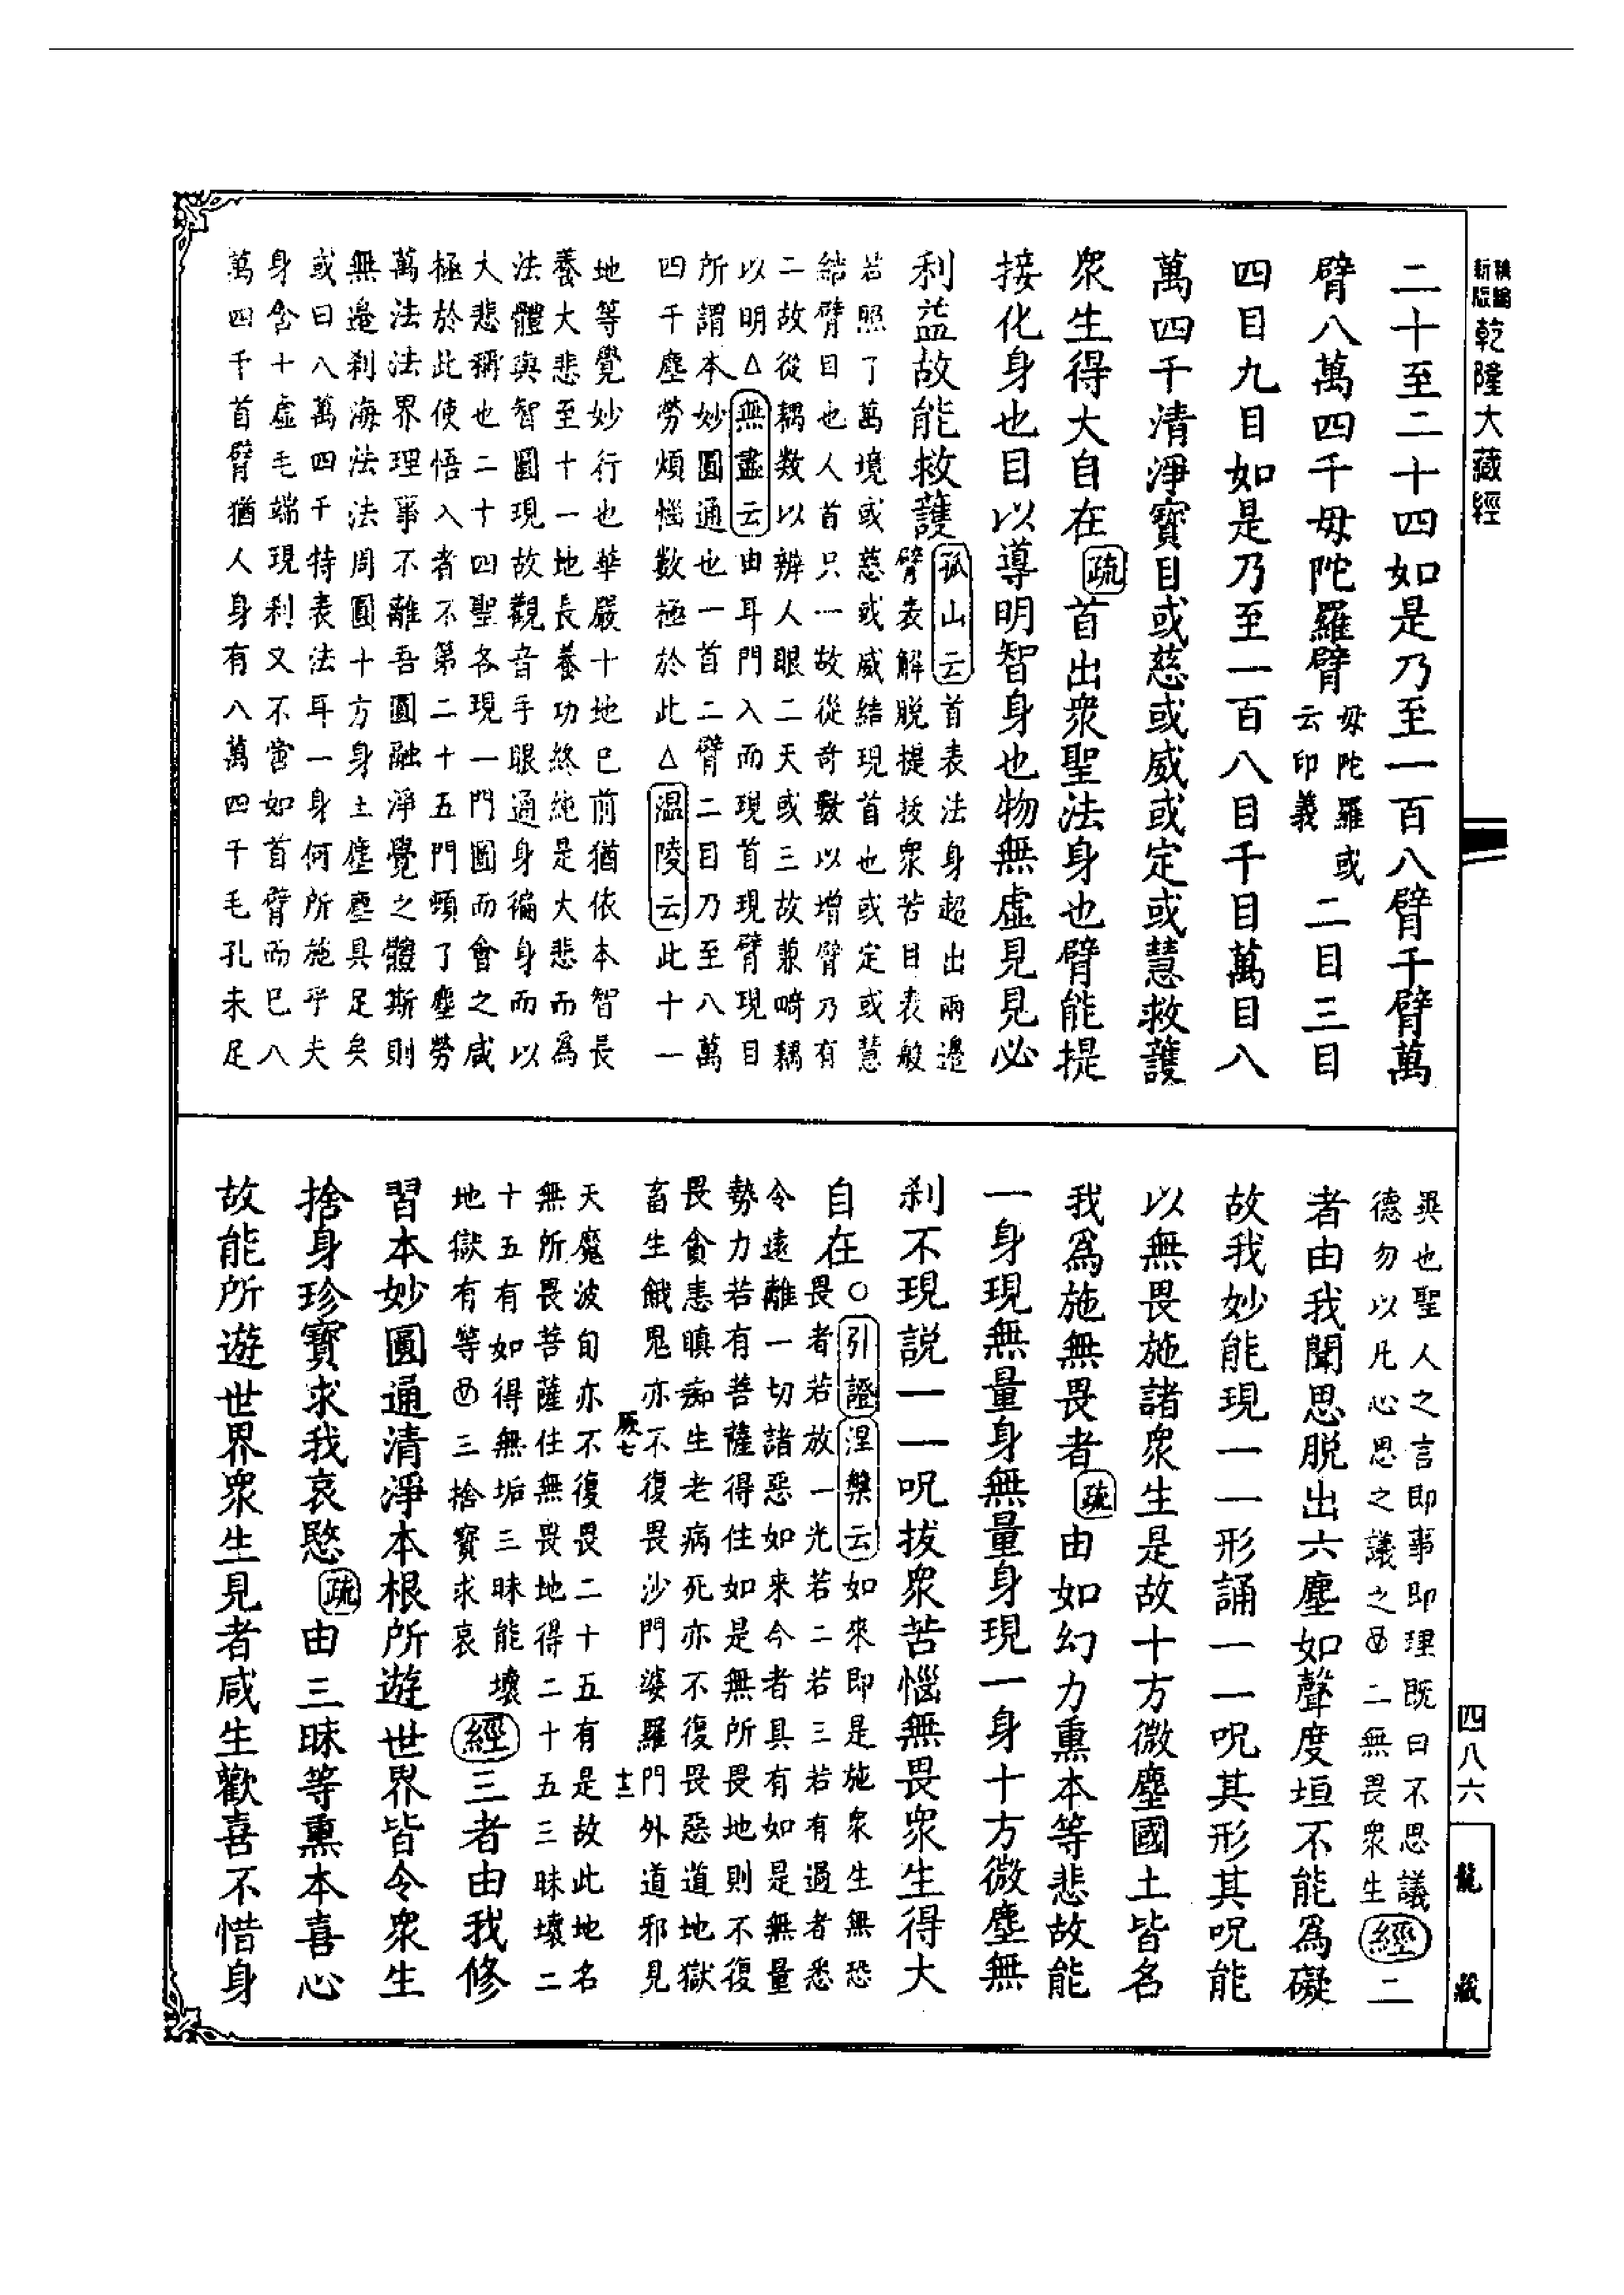 精編新版乾隆大藏經
二十至二十四如是乃至一百八臂千臂萬
臂八萬四千母陀羅臂母陀羅或云印義二目三目
四目九目如是乃至一百八目千目萬目八
萬四千清淨寶目或慈或威或定或慧救護
眾生得大自在疏首出眾聖法身也臂能提
接化身也目以導明智身也物無虛見見必
利益故能救護孤山云首表法身超出兩邊
臂表解脱提拔眾苦目表般
若照了萬境或慈或威結現首也或定或慧
結臂目也人首只一故從奇數以增臂乃有
二故從耦數以辨人眼二天或三故兼畸耦
以明△無盡云由耳門入而現首現臂現目
所謂本妙圓通也一首二臂二目乃至八萬
四千塵勞煩惱數極於此△温陵云此十一
地等覺妙行也華嚴十地巳前猶依本智長
養大悲至十一地長養功終純是大悲而為
法體與智圓現故觀音手眼通身徧身而以
大悲稱也二十四聖各現一門圓而會之咸
極於此使悟入者不第二十五門頓了塵勞
萬法法界理事不離吾圓融淨覺之體斯則
無邊剎海法法周圓十方身土塵塵具足矣
或曰八萬四千特表法耳一身何所施乎夫
身含十虛毛端現剎又不啻如首臂而巳八
萬四千首臂猶人身有八萬四千毛孔未足
異也聖人之言即事即理既曰不思議
德勿以凡心思之議之㘝二無畏眾生經二
者由我聞思脱出六塵如聲度垣不能為礙
故我妙能現一一形誦一一呪其形其呪能
以無畏施諸眾生是故十方微塵國土皆名
我為施無畏者疏由如幻力熏本等悲故能
一身現無量身無量身現一身十方微塵無
剎不現説一一呪拔眾苦惱無畏眾生得大
自在○引證涅槃云如來即是施眾生無恐
畏者若放一光若二若三若有遇者悉
令遠離一切諸惡如來今者具有如是無量
勢力若有菩薩得住如是無所畏地則不復
畏貪恚瞋痴生老病死亦不復畏惡道地獄
畜生餓鬼亦不復畏沙門婆羅門外道邪見
天魔波旬亦不復畏二十五有是故此地名
無所畏菩薩住無畏地得二十五三昧壞二
十五有如得無垢三昧能壞
地獄有等㘝三捨寶求哀經三者由我修
習本妙圓通清淨本根所遊世界皆令眾生
捨身珍寶求我哀愍疏由三昧等熏本喜心
故能所遊世界眾生見者咸生歡喜不惜身
四八六
龍藏